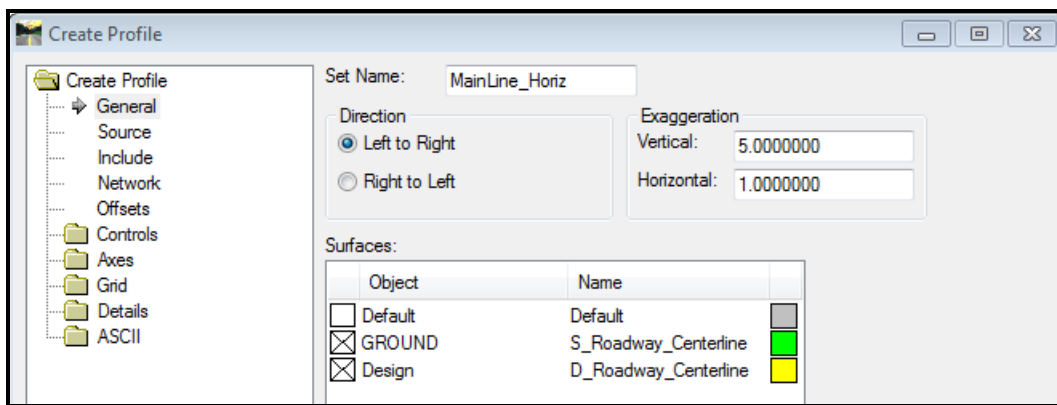 Create Profile
Create Profile
General
Source
Include
Network
Offsets
Controls
Axes
Grid
Details
ASCII
Set Name: MainLine_Horiz
Direction
Left to Right
Right to Left
Exaggeration
Vertical: 5.0000000
Horizontal: 1.0000000
Surfaces:
Object Name
Default Default
GROUND S_Roadway_Centerline
Design D_Roadway_Centerline